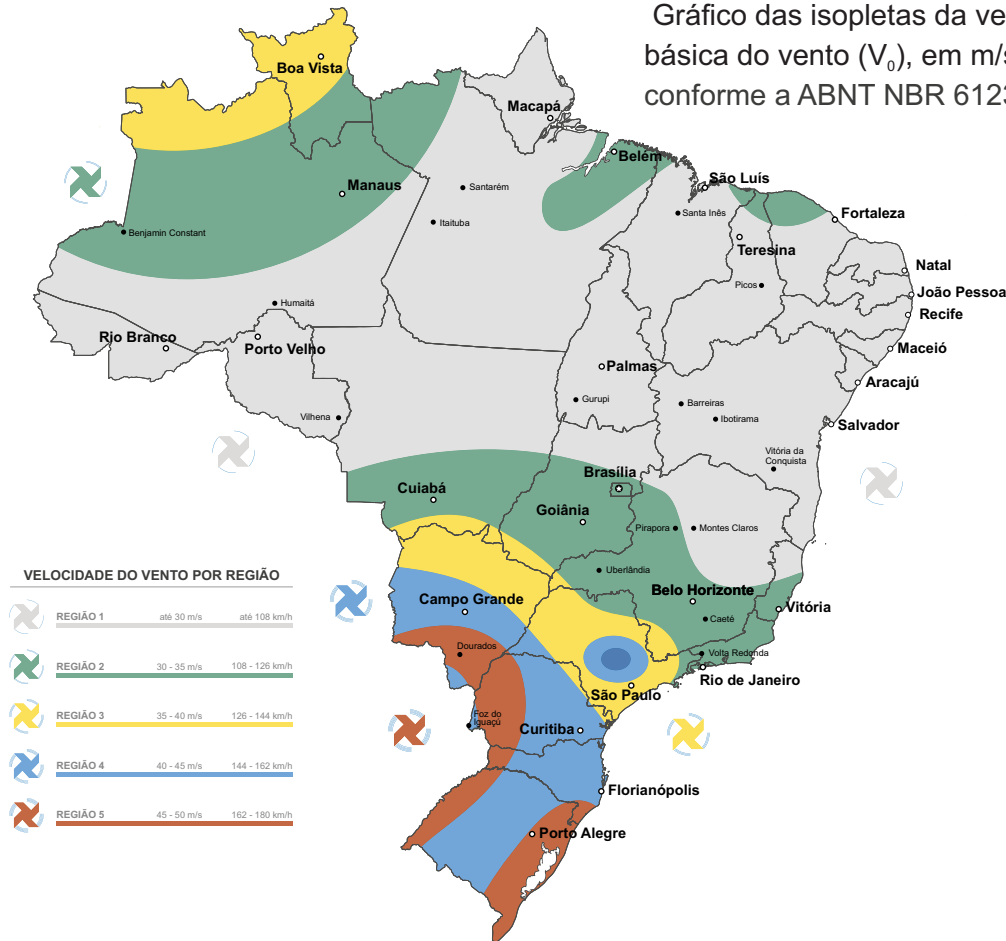 Gráfico das isopletas da ve
básica do vento (V₀), em m/s
conforme a ABNT NBR 6123
Boa Vista
Macapá
Belém
São Luís
Manaus
Santarém
Itaituba
Santa Inês
Fortaleza
Benjamin Constant
Teresina
Natal
Picos
João Pessoa
Humaitá
Recife
Rio Branco
Porto Velho
Maceió
Palmas
Aracajú
Gurupi
Barreiras
Ibotirama
Vilhena
Salvador
Vitória da
Conquista
Brasília
Cuiabá
Goiânia
Pirapora
Montes Claros
Uberlândia
Belo Horizonte
Campo Grande
Vitória
Caeté
Dourados
Volta Redonda
Rio de Janeiro
São Paulo
Foz do
Iguaçú
Curitiba
Florianópolis
Porto Alegre
VELOCIDADE DO VENTO POR REGIÃO
REGIÃO 1 até 30 m/s até 108 km/h
REGIÃO 2 30 - 35 m/s 108 - 126 km/h
REGIÃO 3 35 - 40 m/s 126 - 144 km/h
REGIÃO 4 40 - 45 m/s 144 - 162 km/h
REGIÃO 5 45 - 50 m/s 162 - 180 km/h